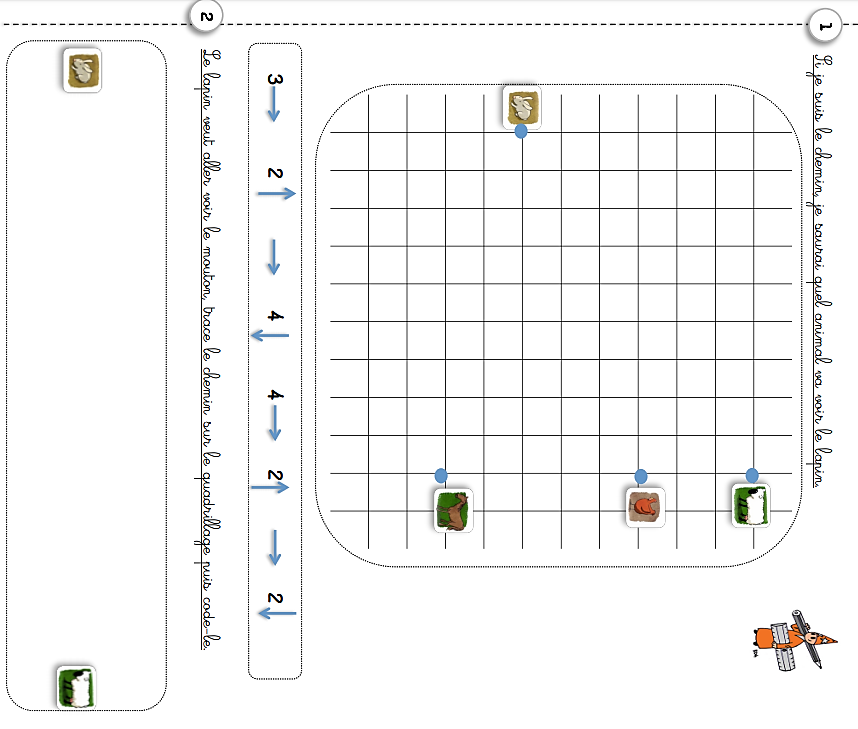 1
Si je suis le chemin, je saurai quel animal va voir le lapin.
3 2 4 4 2 2
2
Le lapin veut aller voir le mouton, trace le chemin sur le quadrillage puis code-le.